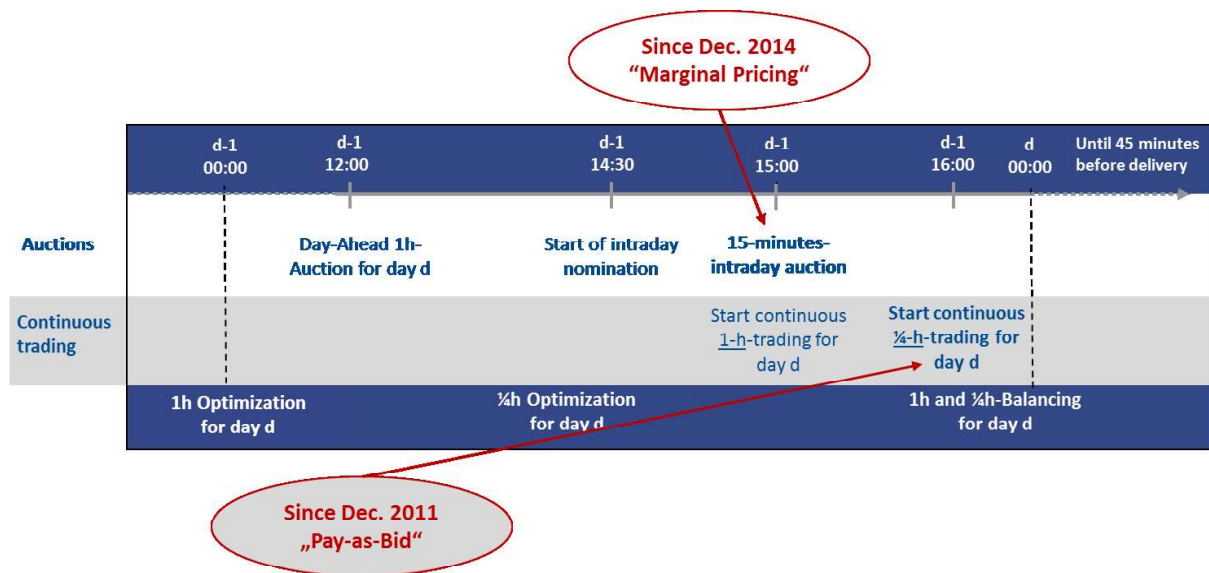 Since Dec. 2014
“Marginal Pricing“
d-1
00:00
d-1
12:00
d-1
14:30
d-1
15:00
d-1
16:00
d
00:00
Until 45 minutes
before delivery
Auctions
Day-Ahead 1h-
Auction for day d
Start of intraday
nomination
15-minutes-
intraday auction
Continuous
trading
Start continuous
1-h-trading for
day d
Start continuous
¼-h-trading for
day d
1h Optimization
for day d
¼h Optimization
for day d
1h and ¼h-Balancing
for day d
Since Dec. 2011
„Pay-as-Bid“